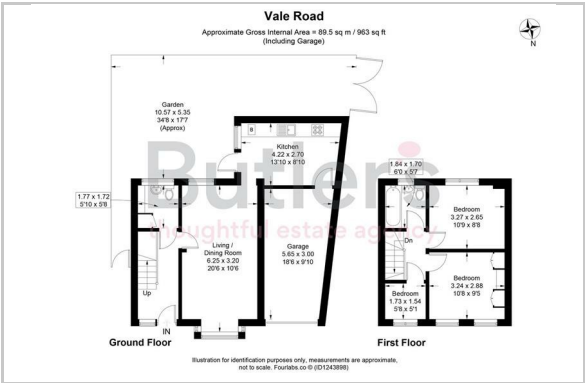 Vale Road
Approximate Gross Internal Area = 89.5 sq m / 963 sq ft
(Including Garage)
N
Garden
10.57 x 5.35
34'8 x 17'7
(Approx)
B
Kitchen
4.22 x 2.70
13'10 x 8'10
Butler's
thoughtful estate agency
1.77 x 1.72
5'10 x 5'8
Living /
Dining Room
6.25 x 3.20
20'6 x 10'6
Garage
5.65 x 3.00
18'6 x 9'10
Up
IN
Ground Floor
1.84 x 1.70
6'0 x 5'7
Bedroom
3.27 x 2.65
10'9 x 8'8
Dn
Bedroom
3.24 x 2.88
10'8 x 9'5
Bedroom
1.73 x 1.54
5'8 x 5'1
First Floor
Illustration for identification purposes only, measurements are approximate,
not to scale. Fourlabs.co © (ID1243898)